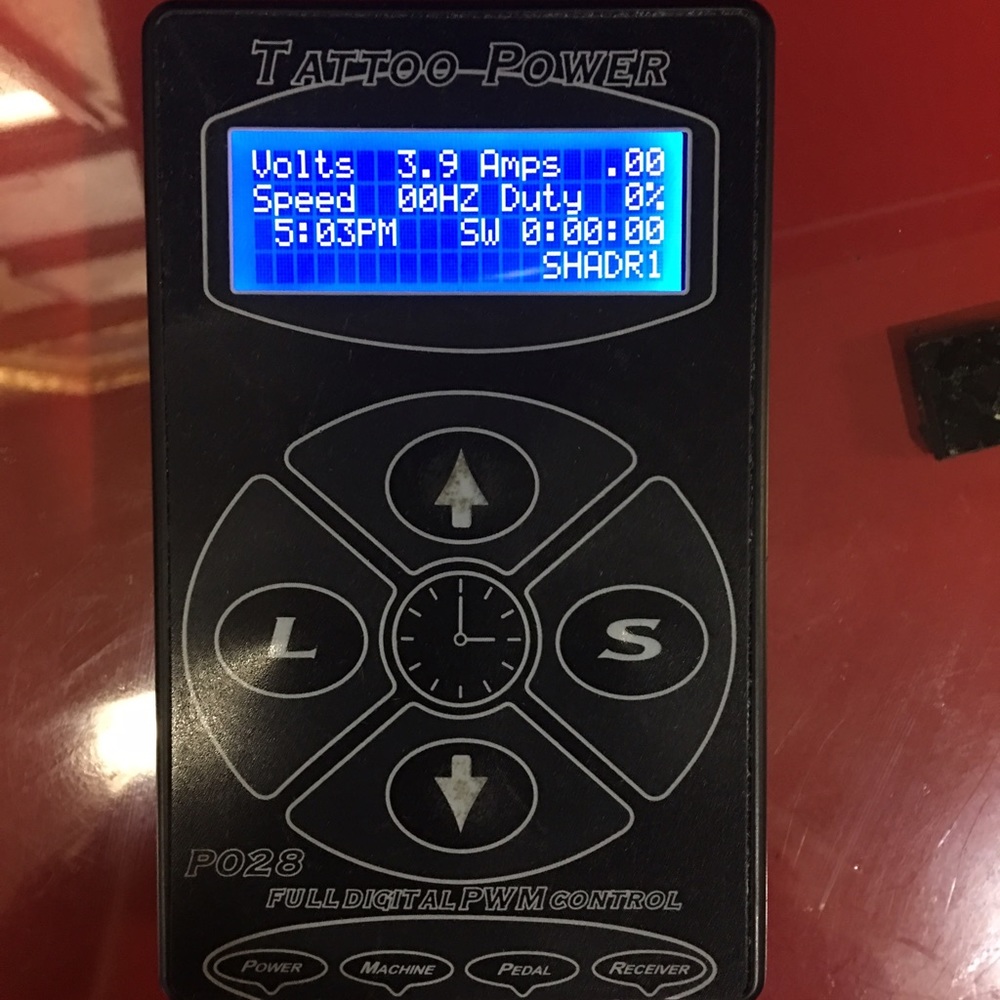 TATTOO POWER
Volts 3.9 Amps .00
Speed 00HZ Duty 0%
5:03PM SW 0:00:00
SHADR1
L S
P028
FULL DIGITAL PWM CONTROL
POWER MACHINE PEDAL RECEIVER